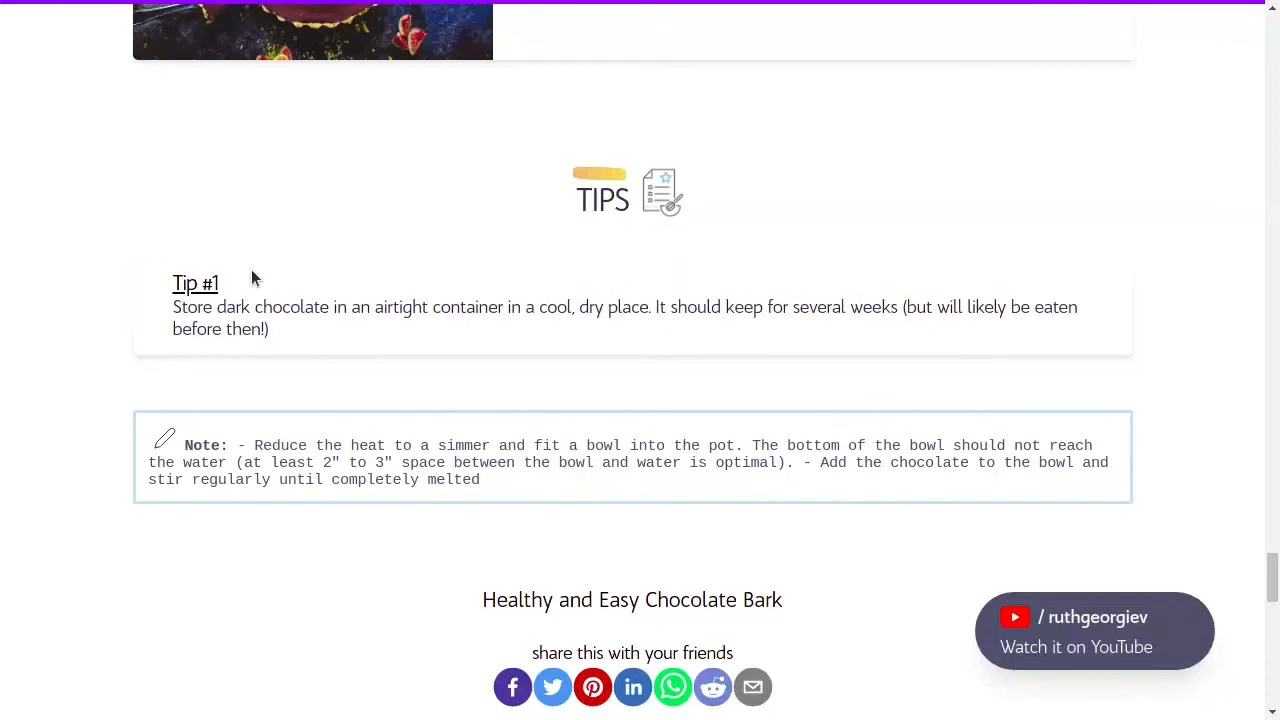 TIPS
Tip #1
Store dark chocolate in an airtight container in a cool, dry place. It should keep for several weeks (but will likely be eaten
before then!)
Note: - Reduce the heat to a simmer and fit a bowl into the pot. The bottom of the bowl should not reach
the water (at least 2" to 3" space between the bowl and water is optimal). - Add the chocolate to the bowl and
stir regularly until completely melted
Healthy and Easy Chocolate Bark
/ ruthgeorgiev
Watch it on YouTube
share this with your friends